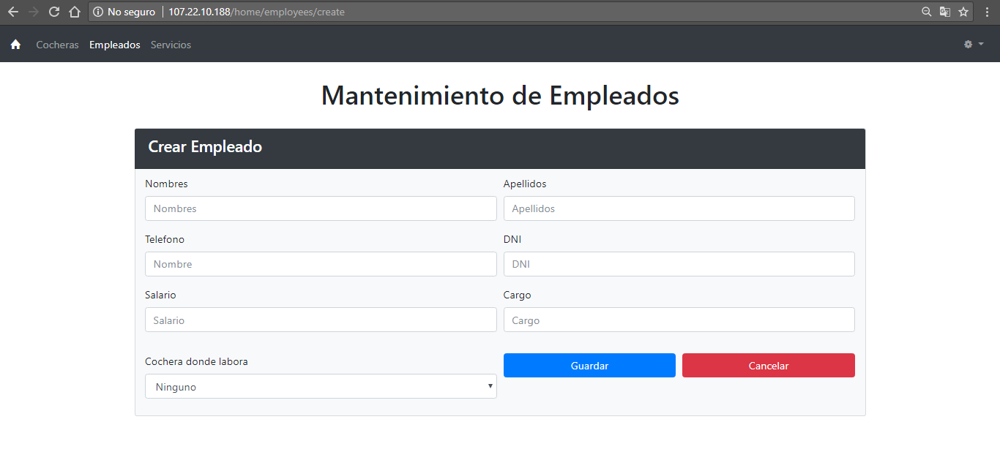 No seguro | 107.22.10.188/home/employees/create
Cocheras Empleados Servicios
Mantenimiento de Empleados
Crear Empleado
Nombres Apellidos
Nombres Apellidos
Telefono DNI
Nombre DNI
Salario Cargo
Salario Cargo
Cochera donde labora Guardar Cancelar
Ninguno